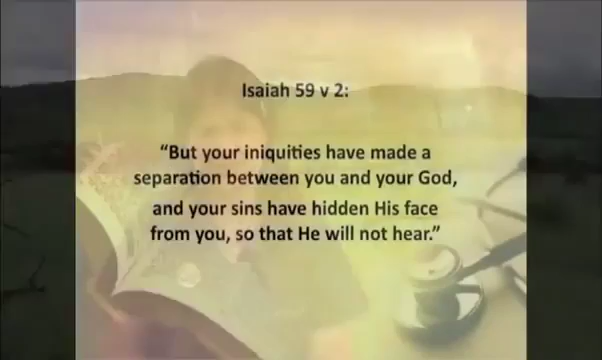 Isaiah 59 v 2:
“But your iniquities have made a
separation between you and your God,
and your sins have hidden His face
from you, so that He will not hear.”